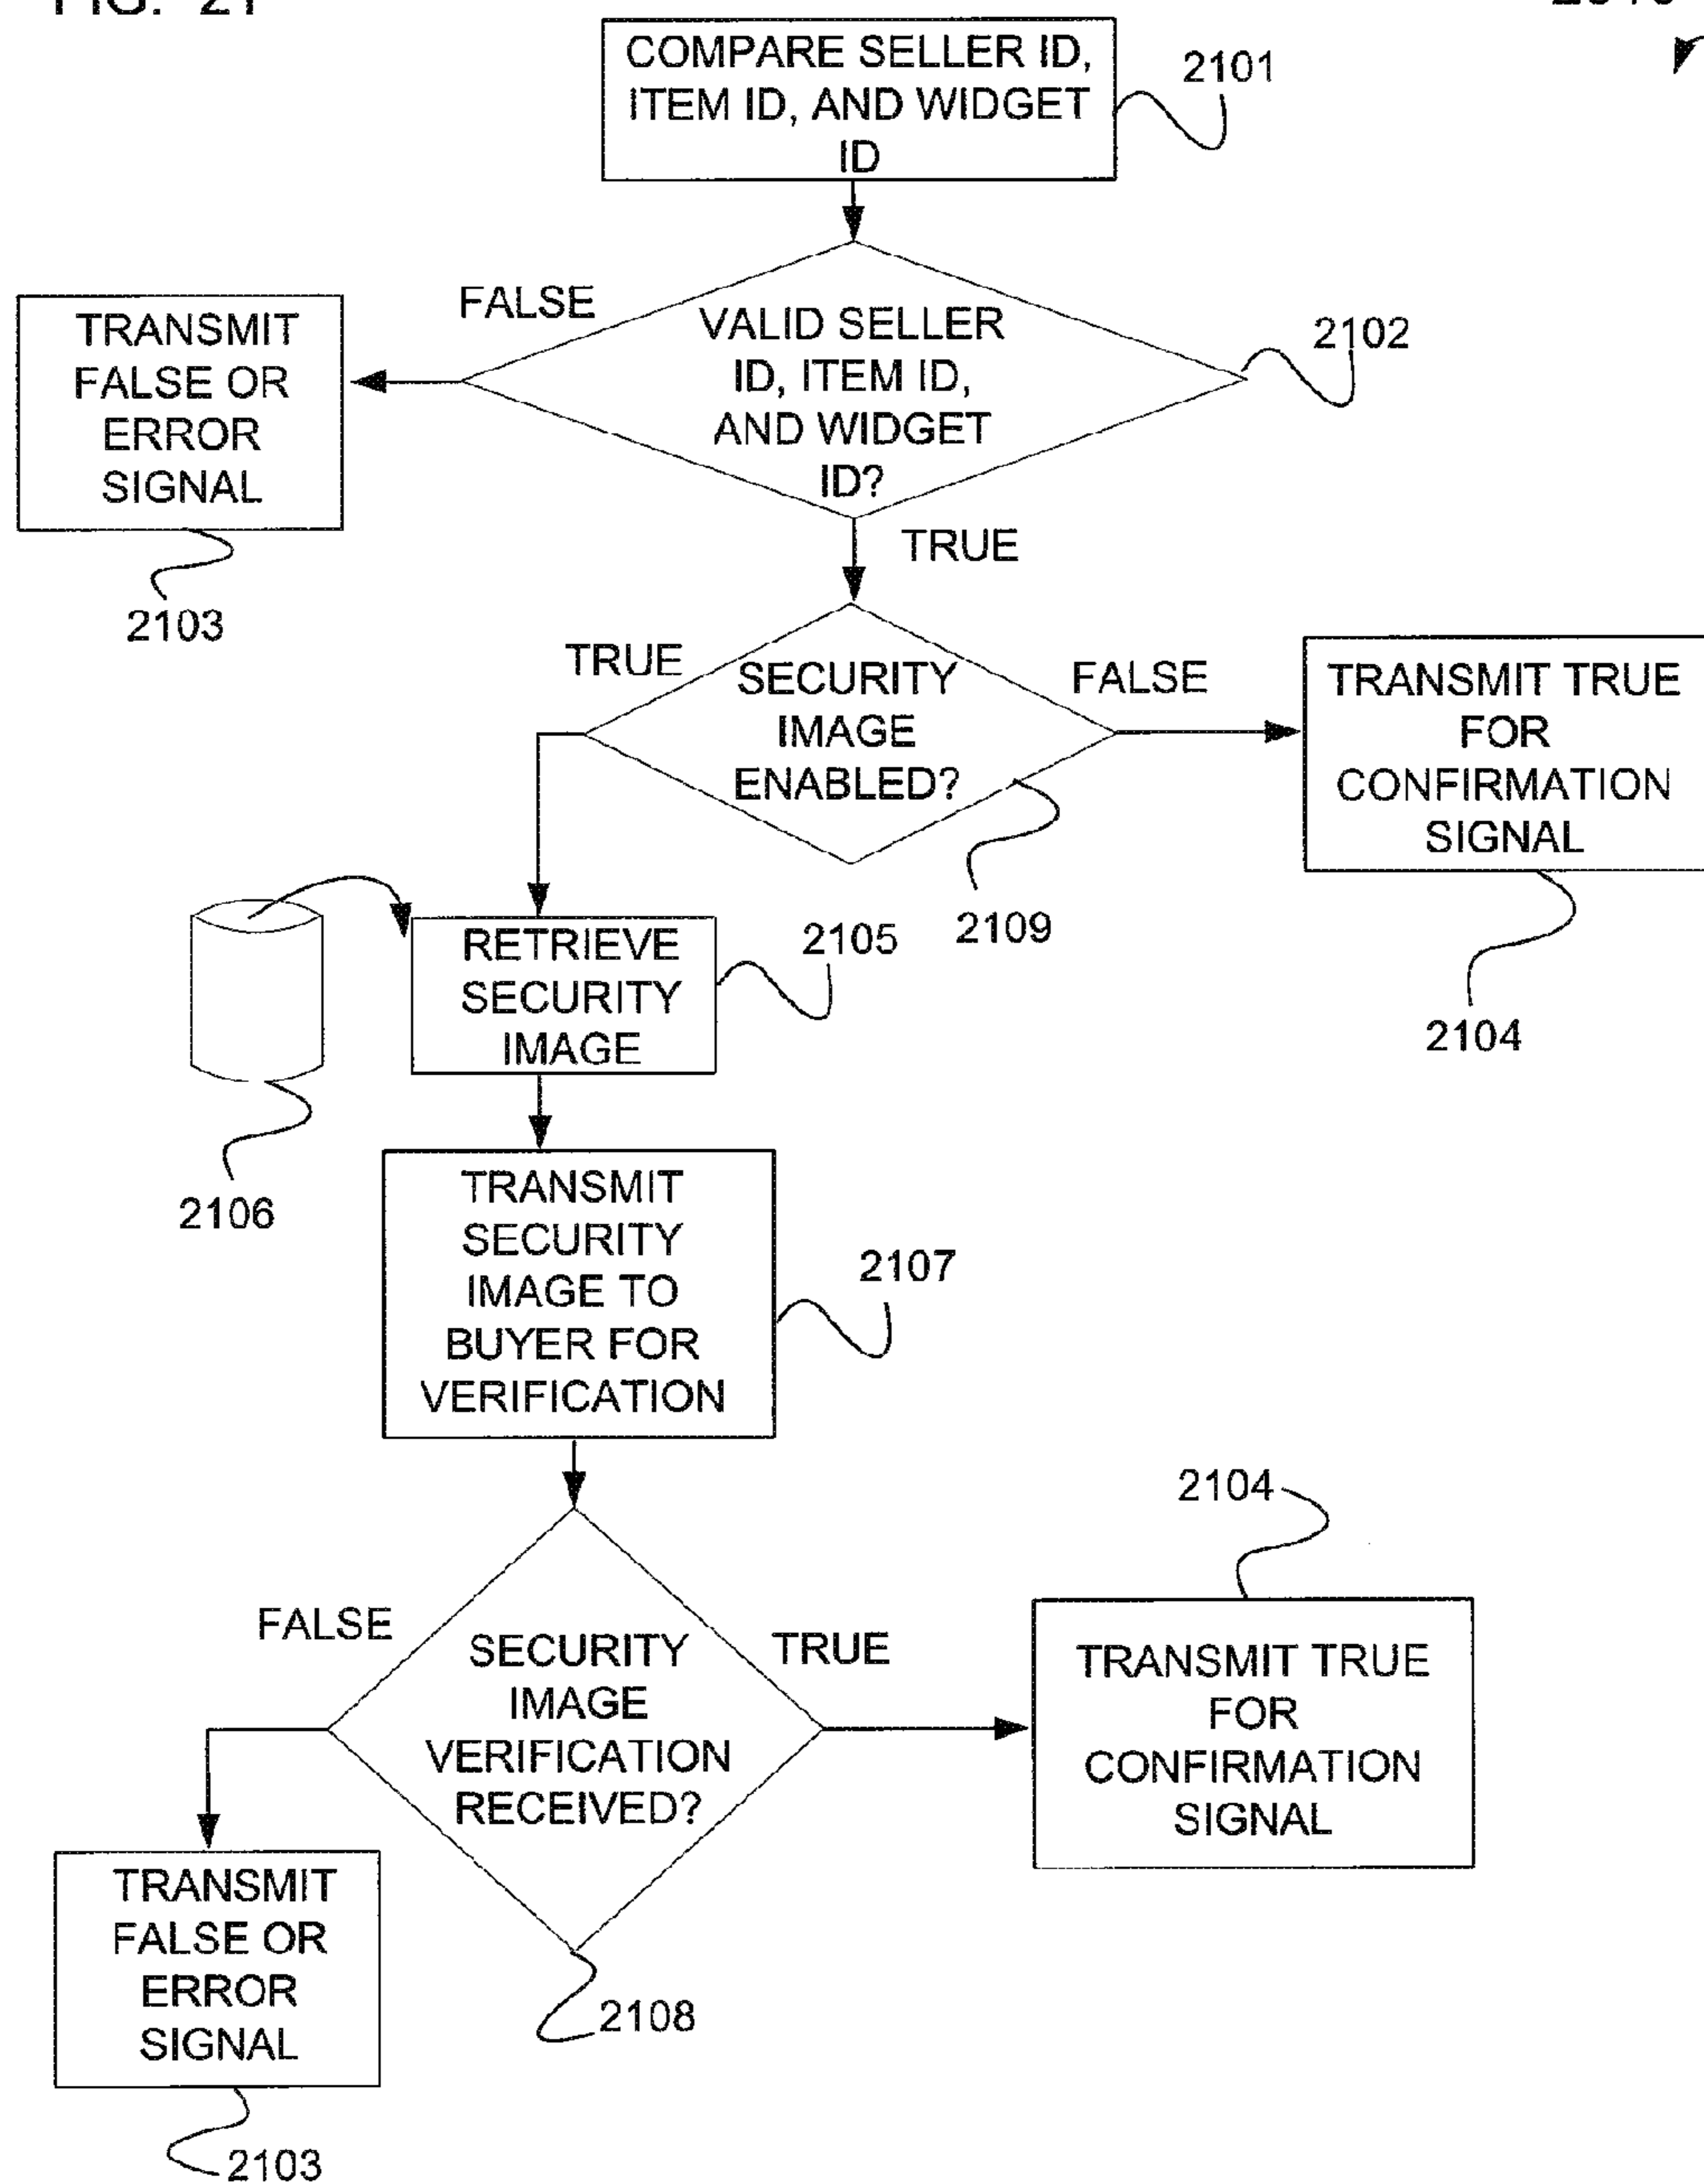 FIG. 21
COMPARE SELLER ID,
ITEM ID, AND WIDGET
ID
2101
FALSE
VALID SELLER
ID, ITEM ID,
AND WIDGET
ID?
2102
TRANSMIT
FALSE OR
ERROR
SIGNAL
2103
TRUE
TRUE
SECURITY
IMAGE
ENABLED?
FALSE
2109
TRANSMIT TRUE
FOR
CONFIRMATION
SIGNAL
2104
RETRIEVE
SECURITY
IMAGE
2105
2106
TRANSMIT
SECURITY
IMAGE TO
BUYER FOR
VERIFICATION
2107
FALSE
SECURITY
IMAGE
VERIFICATION
RECEIVED?
TRUE
2108
2104
TRANSMIT TRUE
FOR
CONFIRMATION
SIGNAL
TRANSMIT
FALSE OR
ERROR
SIGNAL
2103